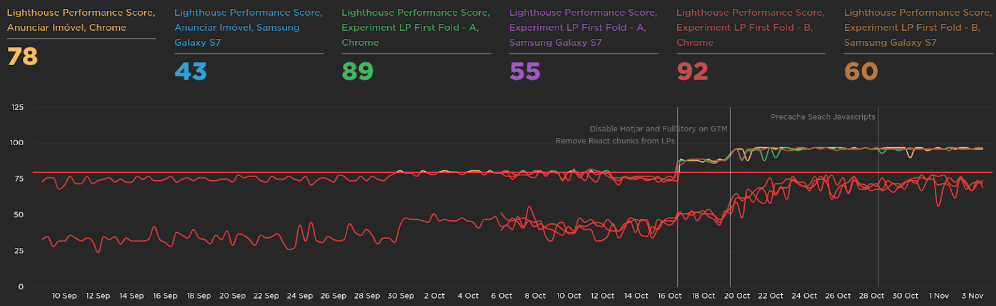 Lighthouse Performance Score,
Anunciar Imóvel, Chrome
78
Lighthouse Performance Score,
Anunciar Imóvel, Samsung
Galaxy S7
43
Lighthouse Performance Score,
Experiment LP First Fold - A,
Chrome
89
Lighthouse Performance Score,
Experiment LP First Fold - A,
Samsung Galaxy S7
55
Lighthouse Performance Score,
Experiment LP First Fold - B,
Chrome
92
Lighthouse Performance Score,
Experiment LP First Fold - B,
Samsung Galaxy S7
60
125
Precache Seach Javascripts
Disable Hotjar and FullStory on GTM
Remove React chunks from LPs
100
75
50
25
0
10 Sep 12 Sep 14 Sep 16 Sep 18 Sep 20 Sep 22 Sep 24 Sep 26 Sep 28 Sep 30 Sep 2 Oct 4 Oct 6 Oct 8 Oct 10 Oct 12 Oct 14 Oct 16 Oct 18 Oct 20 Oct 22 Oct 24 Oct 26 Oct 28 Oct 30 Oct 1 Nov 3 Nov